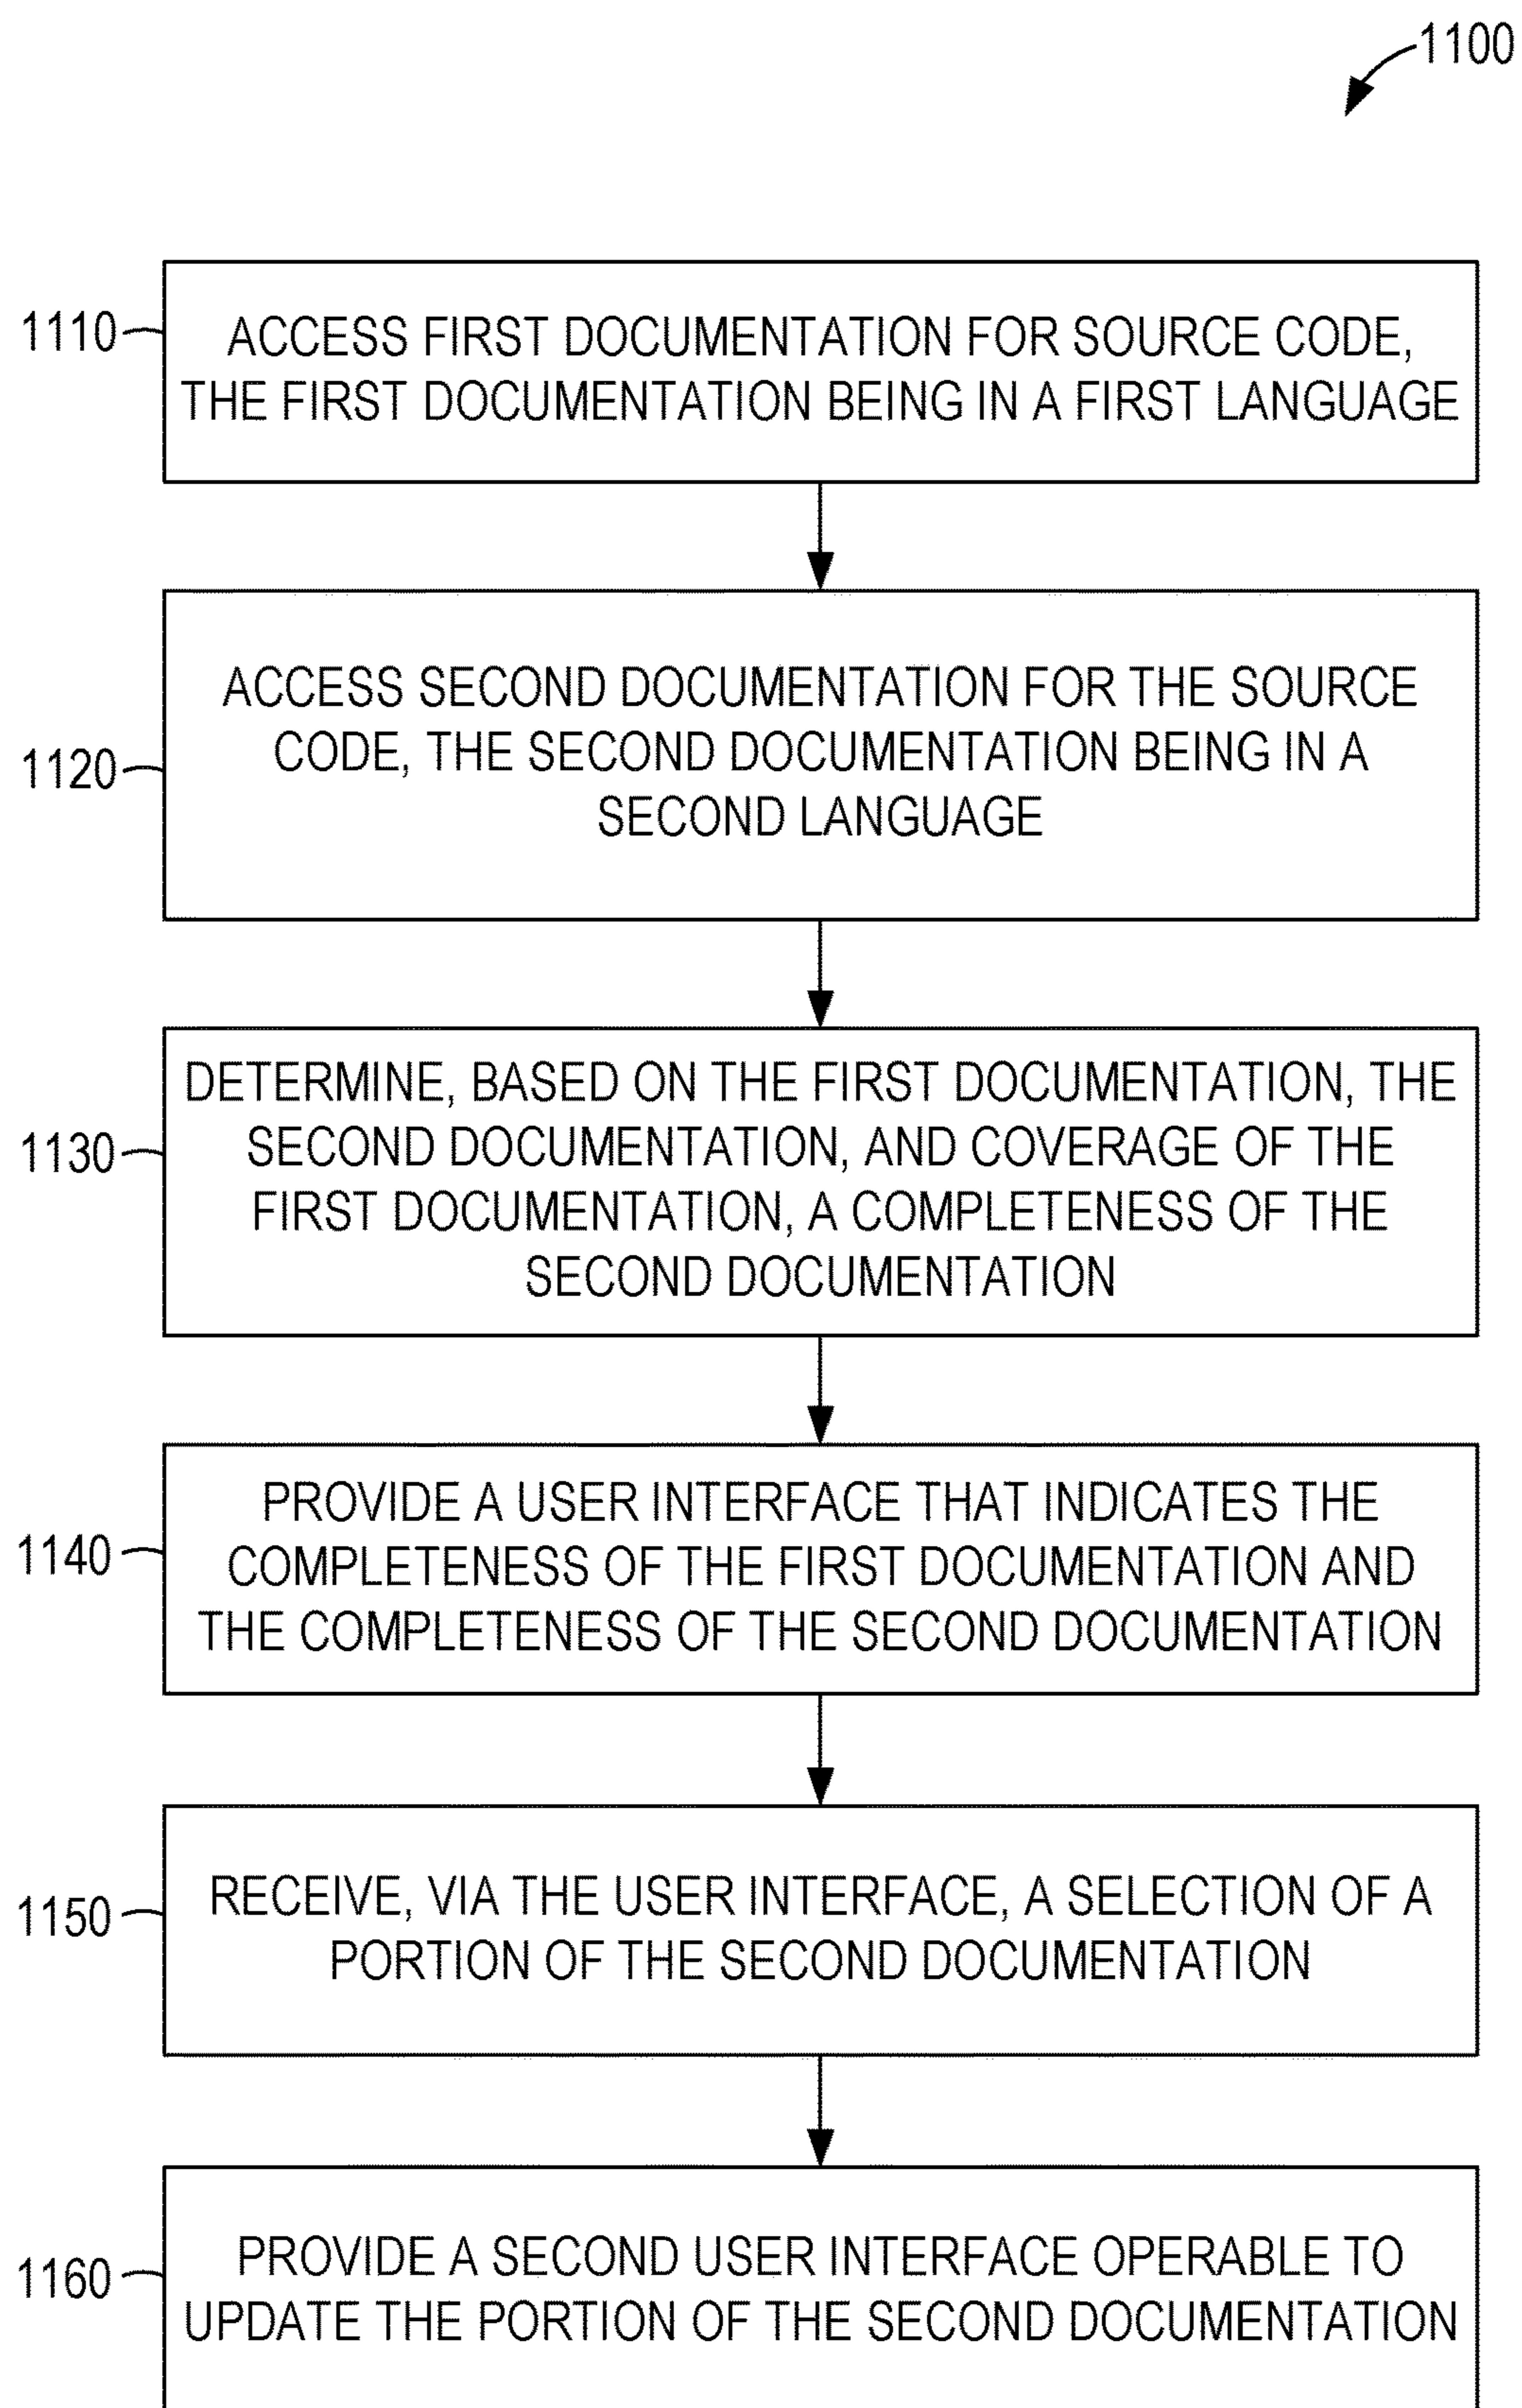 1100
1110
ACCESS FIRST DOCUMENTATION FOR SOURCE CODE,
THE FIRST DOCUMENTATION BEING IN A FIRST LANGUAGE
1120
ACCESS SECOND DOCUMENTATION FOR THE SOURCE
CODE, THE SECOND DOCUMENTATION BEING IN A
SECOND LANGUAGE
1130
DETERMINE, BASED ON THE FIRST DOCUMENTATION, THE
SECOND DOCUMENTATION, AND COVERAGE OF THE
FIRST DOCUMENTATION, A COMPLETENESS OF THE
SECOND DOCUMENTATION
1140
PROVIDE A USER INTERFACE THAT INDICATES THE
COMPLETENESS OF THE FIRST DOCUMENTATION AND
THE COMPLETENESS OF THE SECOND DOCUMENTATION
1150
RECEIVE, VIA THE USER INTERFACE, A SELECTION OF A
PORTION OF THE SECOND DOCUMENTATION
1160
PROVIDE A SECOND USER INTERFACE OPERABLE TO
UPDATE THE PORTION OF THE SECOND DOCUMENTATION